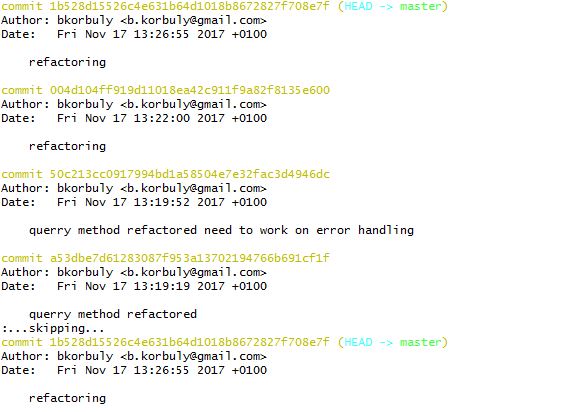 commit 1b528d15526c4e631b64d1018b8672827f708e7f (HEAD -> master)
Author: bkorbuly <b.korbuly@gmail.com>
Date:   Fri Nov 17 13:26:55 2017 +0100
    refactoring
commit 004d104ff919d11018ea42c911f9a82f8135e600
Author: bkorbuly <b.korbuly@gmail.com>
Date:   Fri Nov 17 13:22:00 2017 +0100
    refactoring
commit 50c213cc0917994bd1a58504e7e32fac3d4946dc
Author: bkorbuly <b.korbuly@gmail.com>
Date:   Fri Nov 17 13:19:52 2017 +0100
    querry method refactored need to work on error handling
commit a53dbe7d61283087f953a13702194766b691cf1f
Author: bkorbuly <b.korbuly@gmail.com>
Date:   Fri Nov 17 13:19:19 2017 +0100
    querry method refactored
:...skipping...
commit 1b528d15526c4e631b64d1018b8672827f708e7f (HEAD -> master)
Author: bkorbuly <b.korbuly@gmail.com>
Date:   Fri Nov 17 13:26:55 2017 +0100
    refactoring